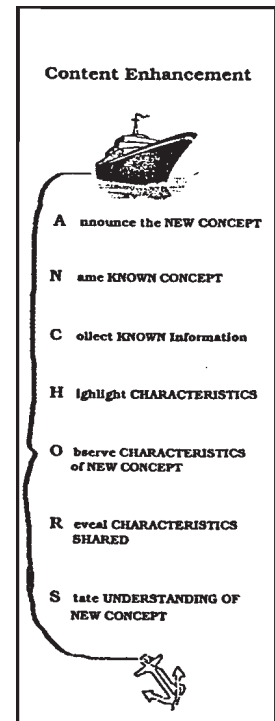 Content Enhancement
A nnounce the NEW CONCEPT
N ame KNOWN CONCEPT
C ollect KNOWN Information
H ighlight CHARACTERISTICS
O bserve CHARACTERISTICS
of NEW CONCEPT
R eveal CHARACTERISTICS
SHARED
S tate UNDERSTANDING OF
NEW CONCEPT